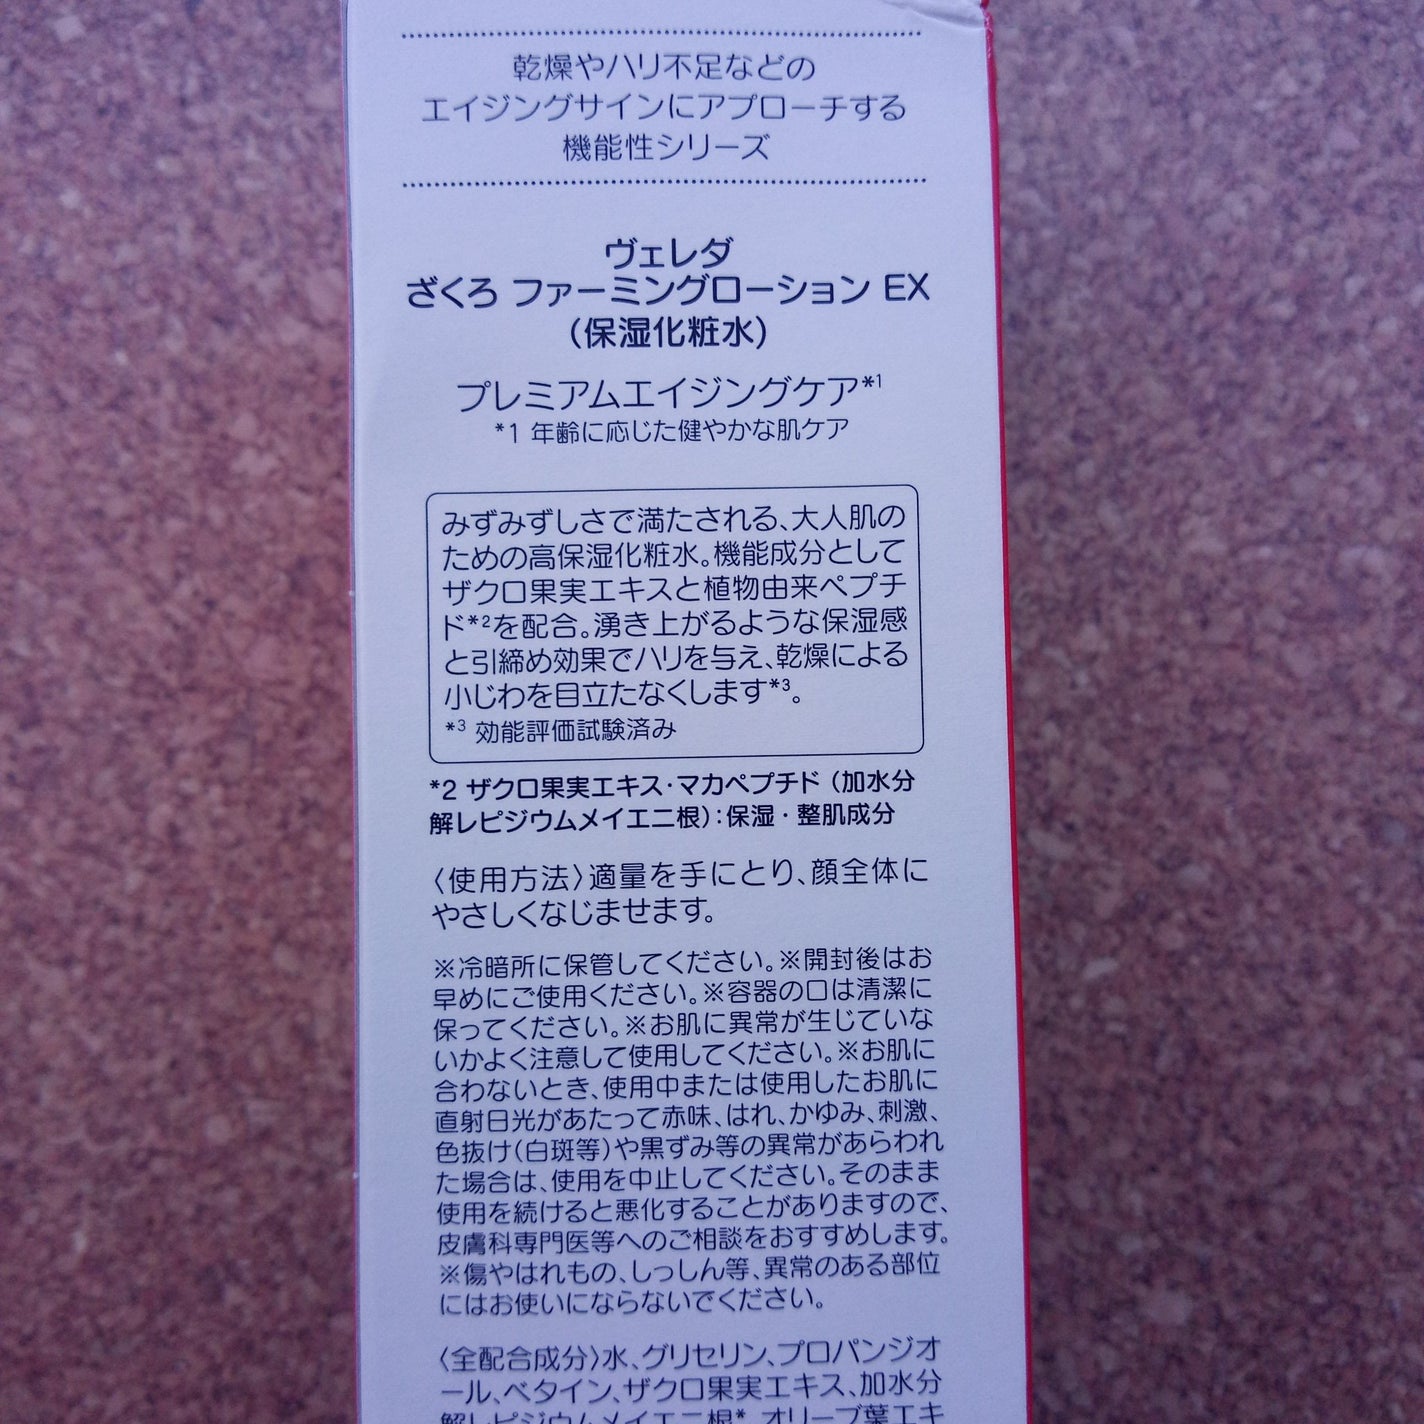 乾燥やハリ不足などの
エイジングサインにアプローチする
機能性シリーズ
ヴェレダ
ざくろ ファーミングローション EX
(保湿化粧水)
プレミアムエイジングケア*1
*1 年齢に応じた健やかな肌ケア
みずみずしさで満たされる、大人肌の
ための高保湿化粧水。機能成分として
ザクロ果実エキスと植物由来ペプチ
ド*2を配合。湧き上がるような保湿感
と引締め効果でハリを与え、乾燥による
小じわを目立たなくします*3。
*3 効能評価試験済み
*2 ザクロ果実エキス・マカペプチド (加水分
解レピジウムメイエニ根):保湿・整肌成分
〈使用方法〉適量を手にとり、顔全体に
やさしくなじませます。
※冷暗所に保管してください。※開封後はお
早めにご使用ください。※容器の口は清潔に
保ってください。※お肌に異常が生じていな
いかよく注意して使用してください。※お肌に
合わないとき、使用中または使用したお肌に
直射日光があたって赤味、はれ、かゆみ、刺激、
色抜け(白斑等)や黒ずみ等の異常があらわれ
た場合は、使用を中止してください。そのまま
使用を続けると悪化することがありますので、
皮膚科専門医等へのご相談をおすすめします。
※傷やはれもの、しっしん等、異常のある部位
にはお使いにならないでください。
〈全配合成分〉水、グリセリン、プロパンジオ
ール、ベタイン、ザクロ果実エキス、加水分
解レピジウムメイエニ根*、オリーブ葉エキ